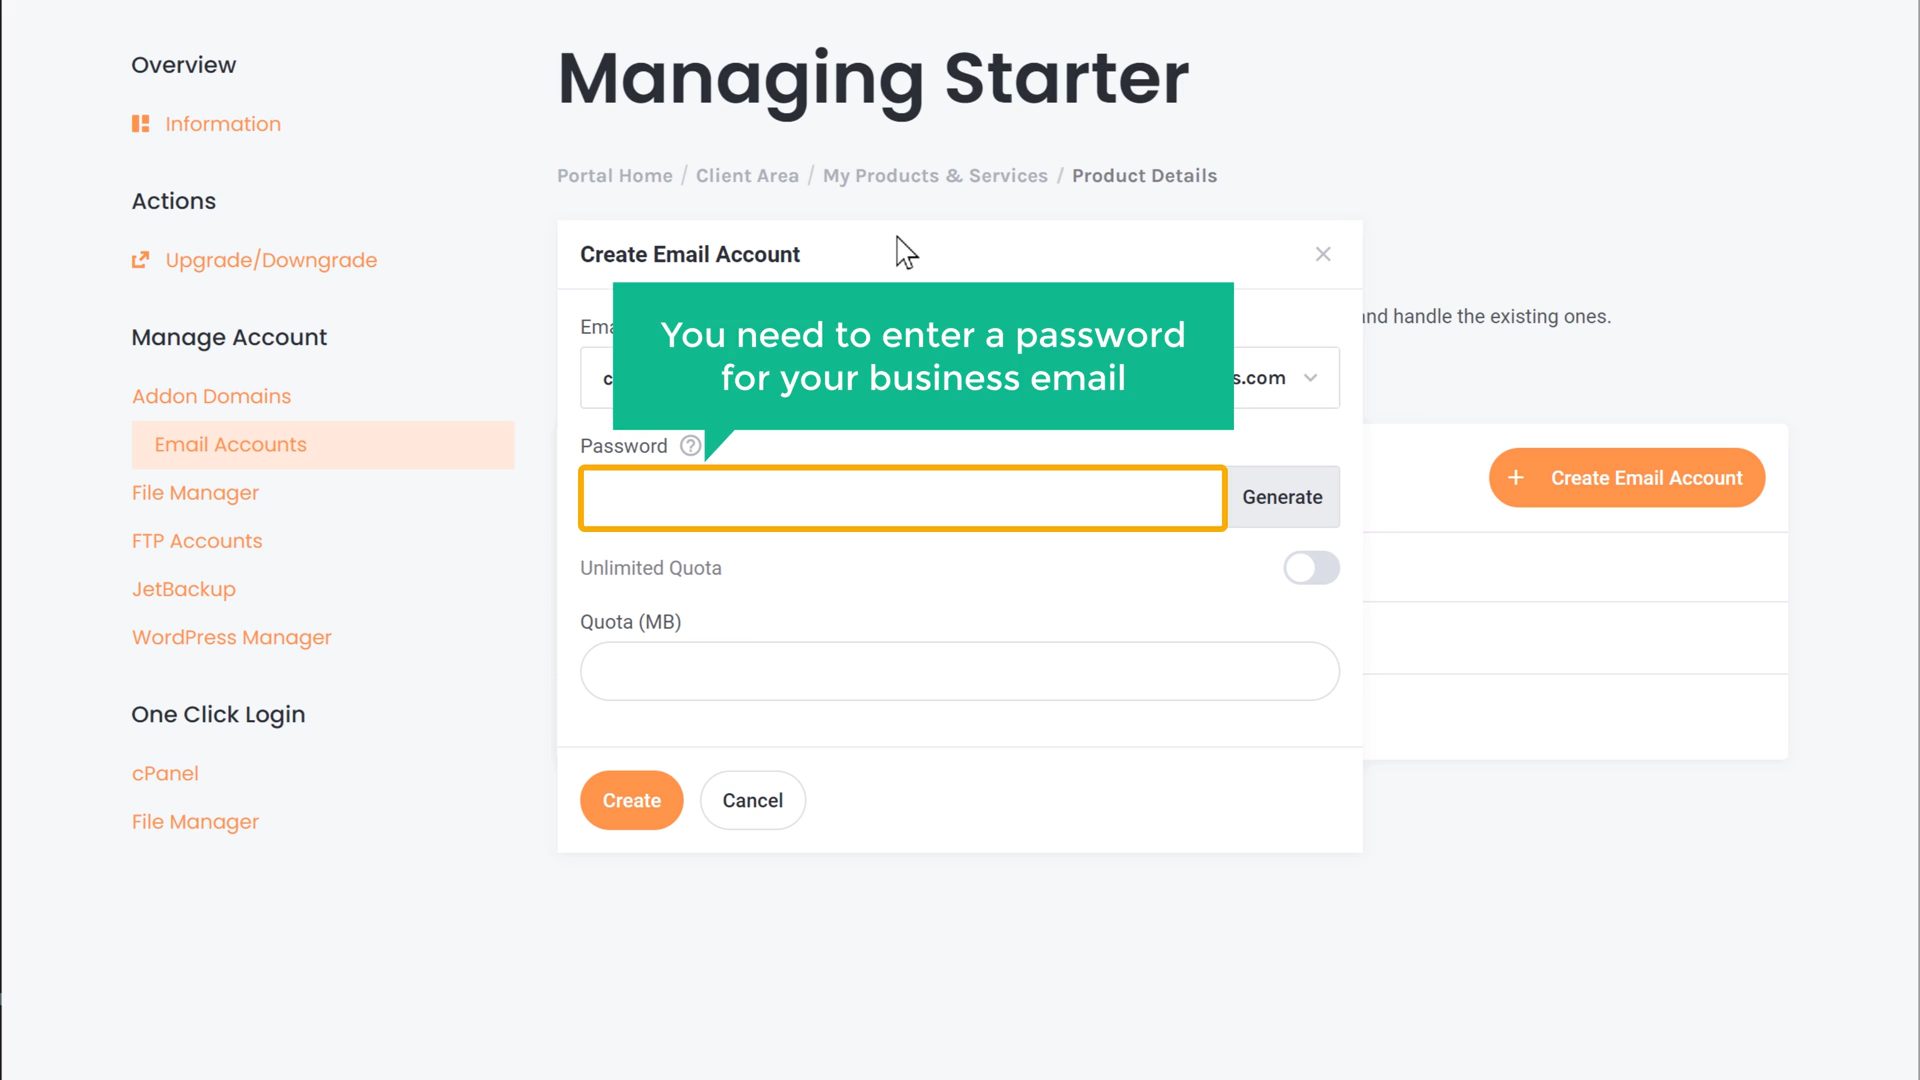 Overview
Information
Actions
Upgrade/Downgrade
Manage Account
Addon Domains
Email Accounts
File Manager
FTP Accounts
JetBackup
WordPress Manager
One Click Login
cPanel
File Manager
Managing Starter
Portal Home / Client Area / My Products & Services / Product Details
Create Email Account
You need to enter a password
for your business email
s.com
and handle the existing ones.
Password
Generate
Unlimited Quota
Quota (MB)
Create
Cancel
+ Create Email Account